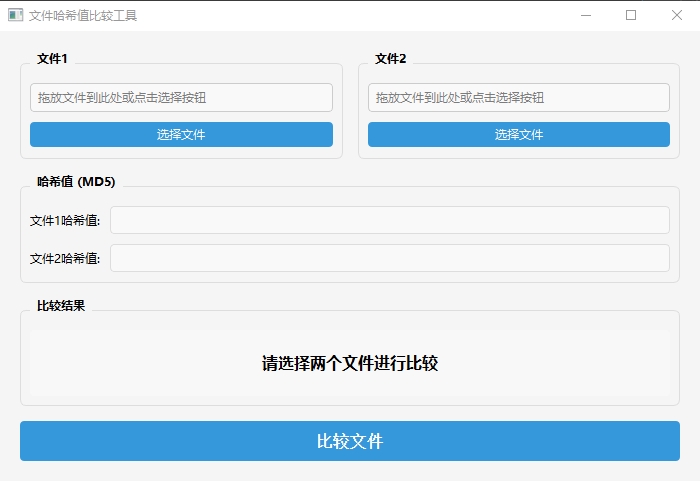 文件哈希值比较工具
文件1
文件2
拖放文件到此处或点击选择按钮
拖放文件到此处或点击选择按钮
选择文件
选择文件
哈希值 (MD5)
文件1哈希值:
文件2哈希值:
比较结果
请选择两个文件进行比较
比较文件